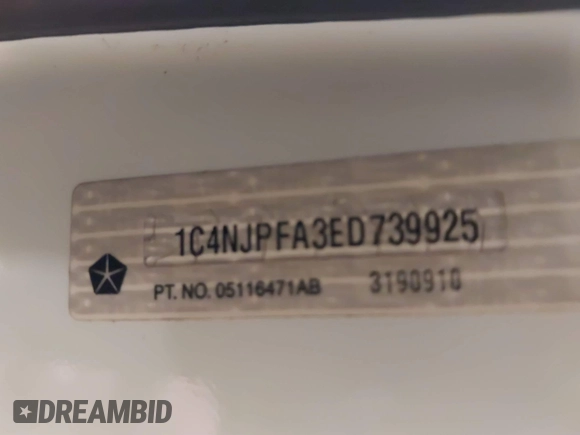 1C4NJPFA3ED739925
PT. NO. 05116471AB 3190910
DREAMBID